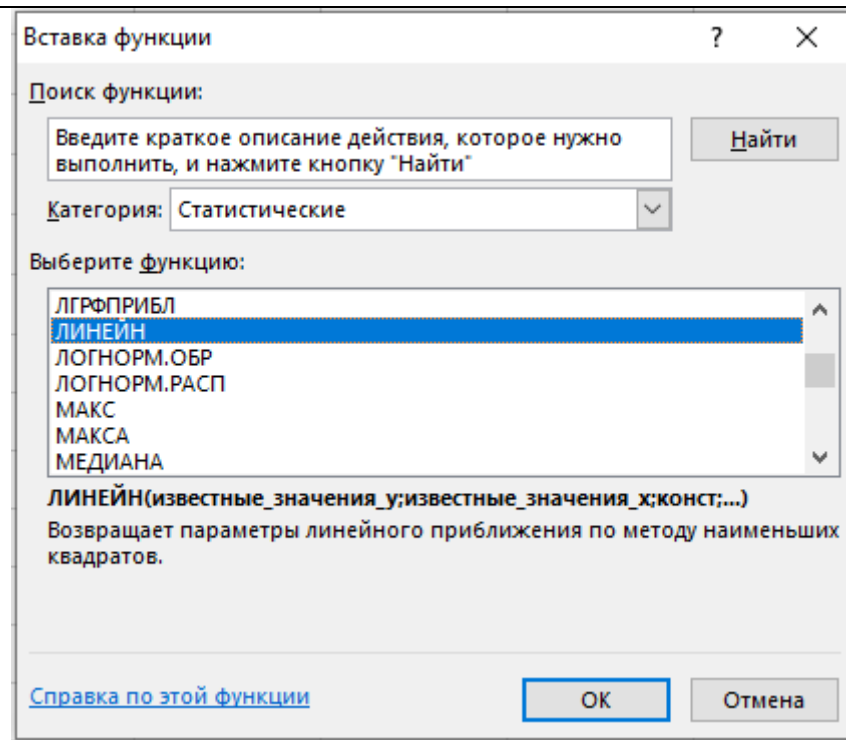 Вставка функции
?
Поиск функции:
Введите краткое описание действия, которое нужно
выполнить, и нажмите кнопку "Найти"
Найти
Категория:
Статистические
Выберите функцию:
ЛГРФПРИБЛ
ЛИНЕЙН
ЛОГНОРМ.ОБР
ЛОГНОРМ.РАСП
МАКС
МАКСА
МЕДИАНА
ЛИНЕЙН(известные_значения_y;известные_значения_x;конст;...)
Возвращает параметры линейного приближения по методу наименьших
квадратов.
Справка по этой функции
ОК
Отмена